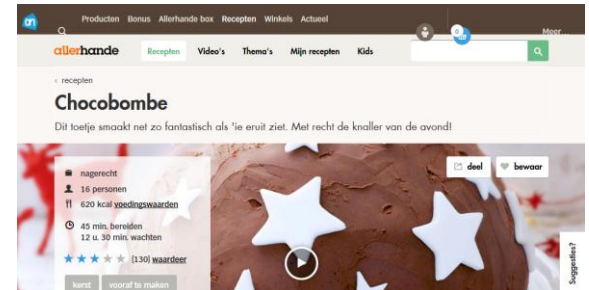 ah
Producten Bonus Allerhande box Recepten Winkels Actueel
0
Meer...
allerhande Recepten Video's Thema's Mijn recepten Kids
‹ recepten
Chocobombe
Dit toetje smaakt net zo fantastisch als 'ie eruit ziet. Met recht de knaller van de avond!
nagerecht
deel bewaar
16 personen
620 kcal voedingswaarden
45 min. bereiden
12 u. 30 min. wachten
(130) waardeer
kerst vooraf te maken
Suggesties?